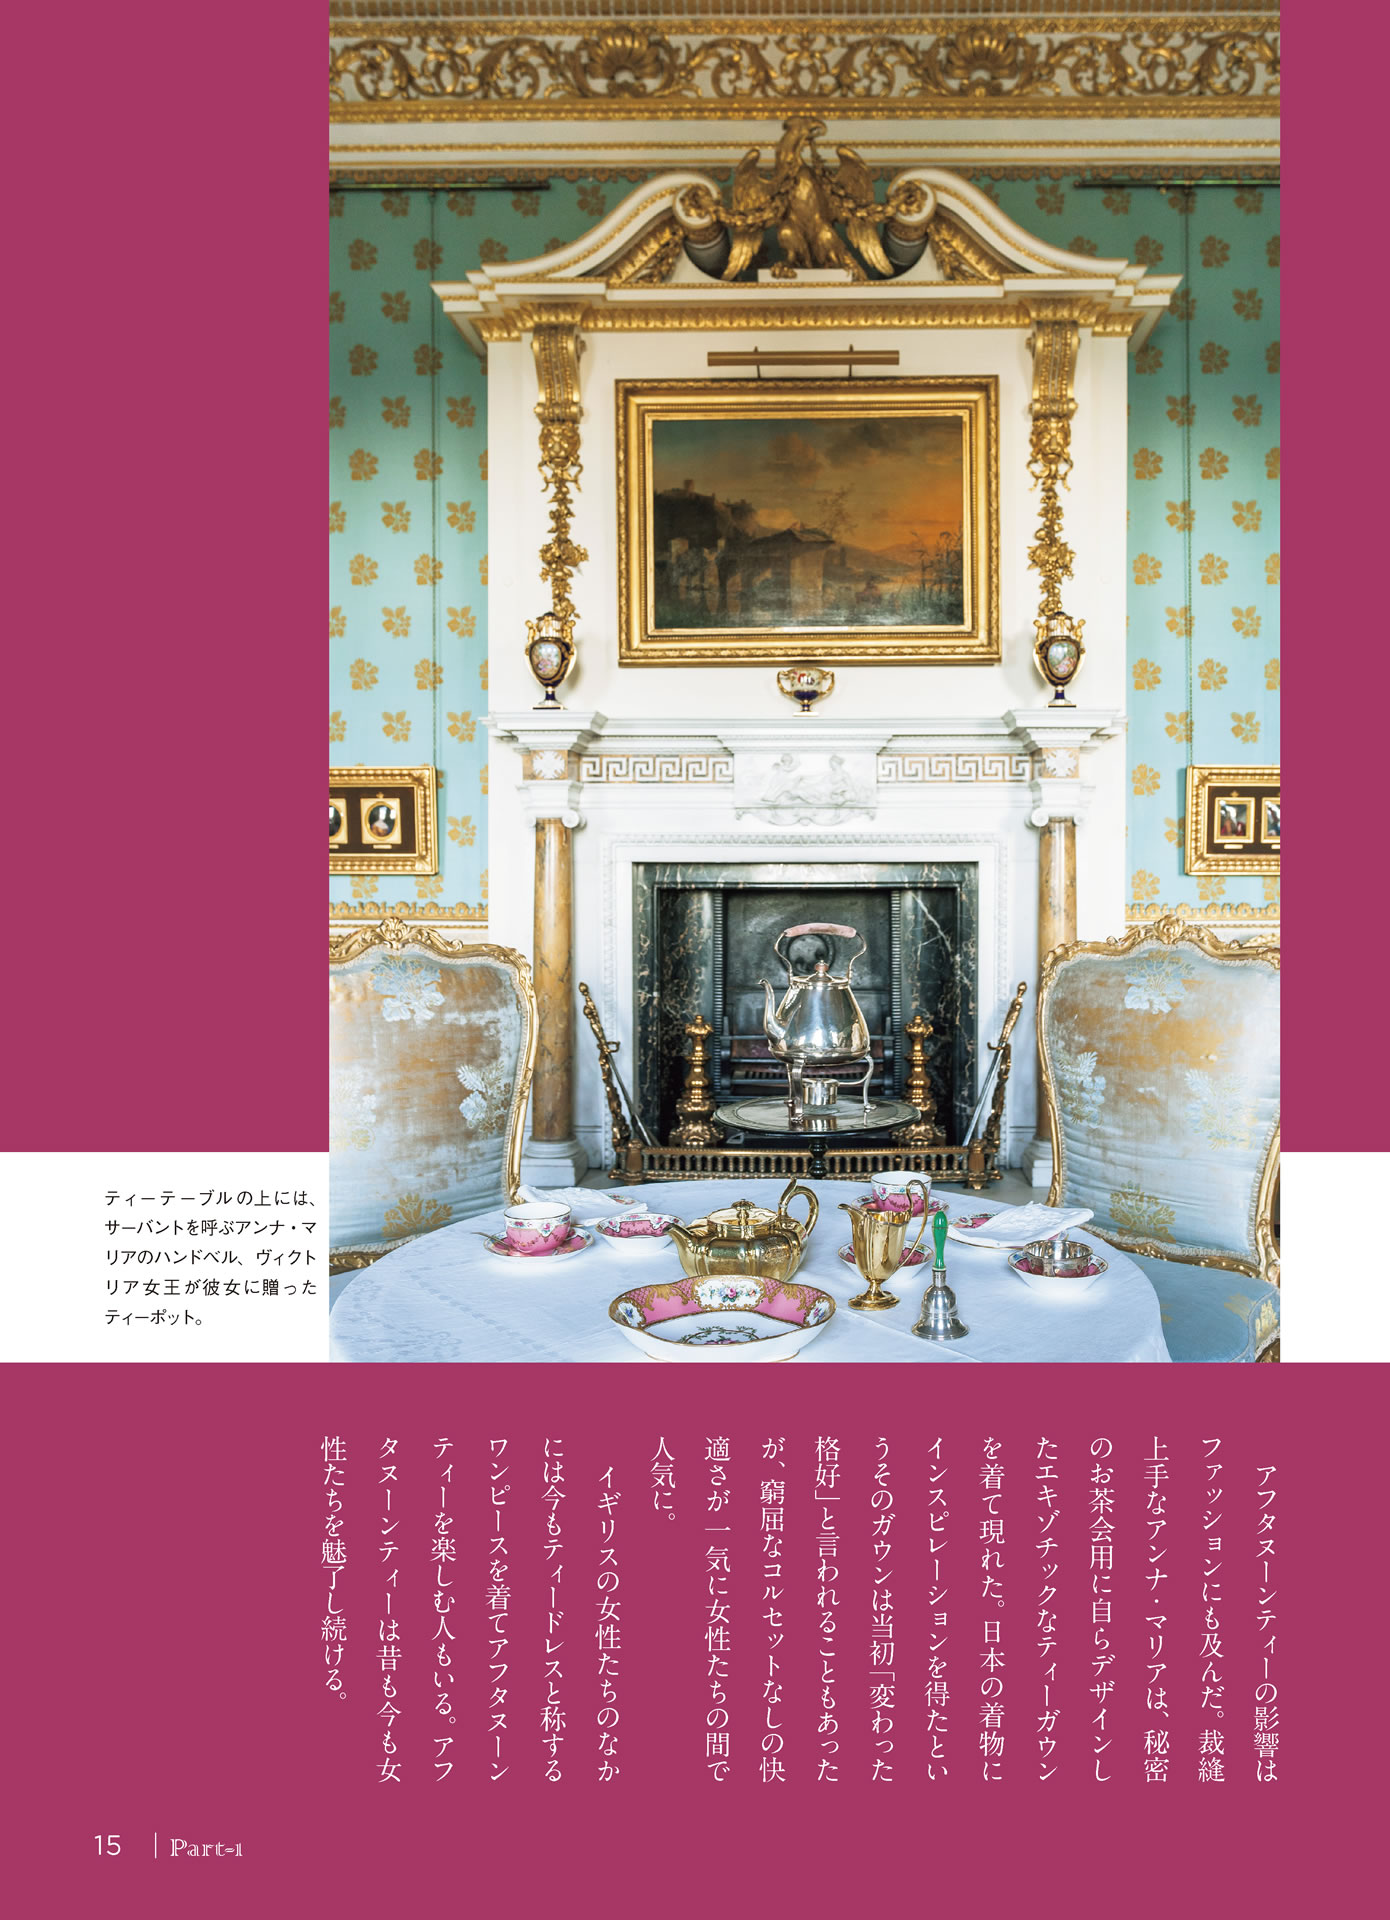 ティーテーブルの上には、
サーバントを呼ぶアンナ・マ
リアのハンドベル、ヴィクト
リア女王が彼女に贈った
ティーポット。
アフタヌーンティーの影響は
ファッションにも及んだ。裁縫
上手なアンナ・マリアは、秘密
のお茶会用に自らデザインし
たエキゾチックなティーガウン
を着て現れた。日本の着物に
インスピレーションを得たとい
うそのガウンは当初「変わった
格好」と言われることもあった
が、窮屈なコルセットなしの快
適さが一気に女性たちの間で
人気に。
イギリスの女性たちのなか
には今もティードレスと称する
ワンピースを着てアフタヌーン
ティーを楽しむ人もいる。アフ
タヌーンティーは昔も今も女
性たちを魅了し続ける。
15 | Part-1